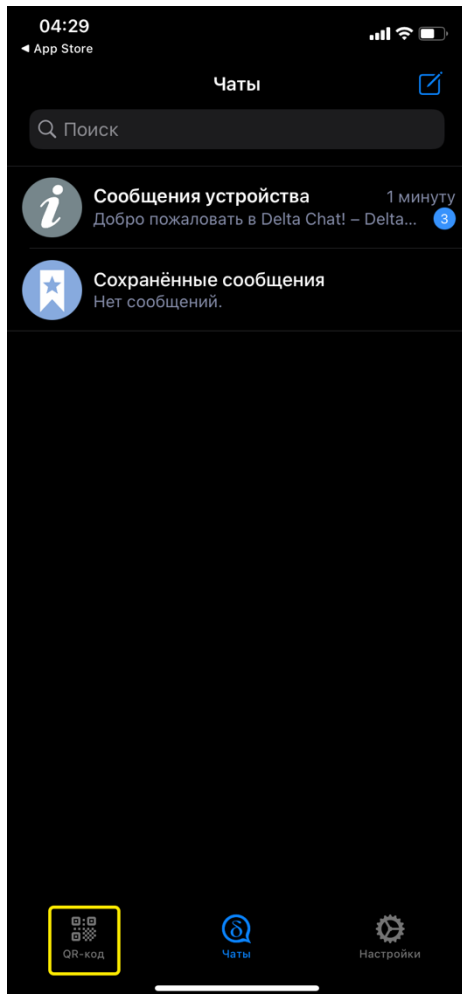 04:29
◀ App Store
Чаты
Поиск
Сообщения устройства 1 минуту
Добро пожаловать в Delta Chat! – Delta... 3
Сохранённые сообщения
Нет сообщений.
QR-код Чаты Настройки